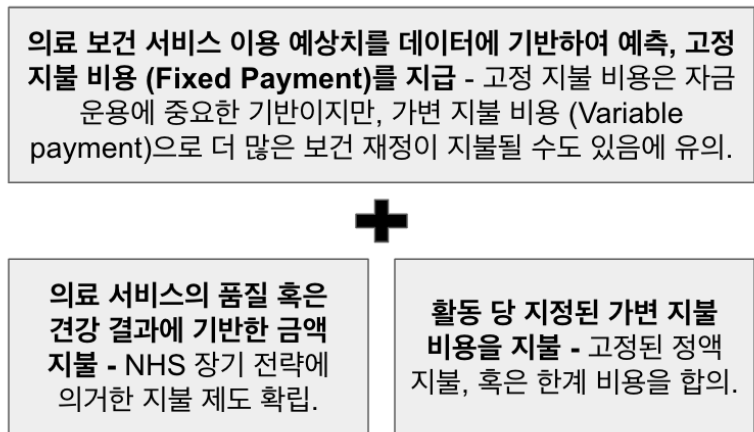 의료 보건 서비스 이용 예상치를 데이터에 기반하여 예측, 고정
지불 비용 (Fixed Payment)를 지급 - 고정 지불 비용은 자금
운용에 중요한 기반이지만, 가변 지불 비용 (Variable
payment)으로 더 많은 보건 재정이 지불될 수도 있음에 유의.
의료 서비스의 품질 혹은
견강 결과에 기반한 금액
지불 - NHS 장기 전략에
의거한 지불 제도 확립.
활동 당 지정된 가변 지불
비용을 지불 - 고정된 정액
지불, 혹은 한계 비용을 합의.